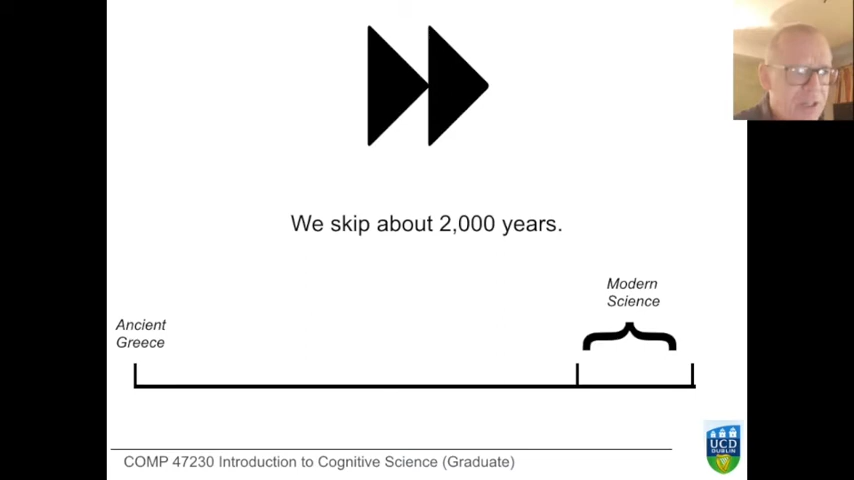 We skip about 2,000 years.
Modern
Science
Ancient
Greece
COMP 47230 Introduction to Cognitive Science (Graduate)
UCD
DUBLIN